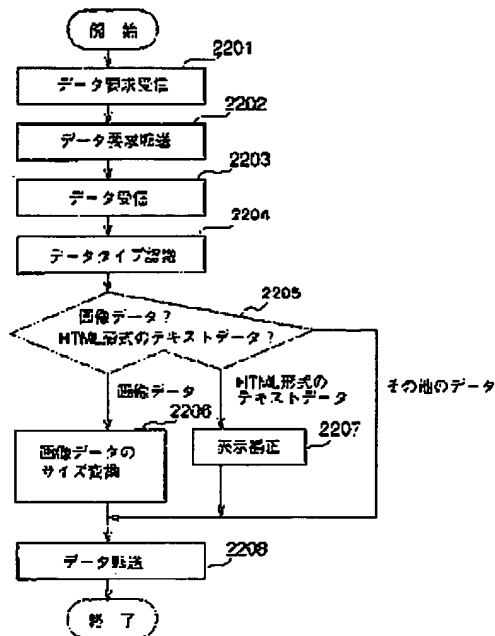 開 始
2201
データ要求受信
2202
データ要求転送
2203
データ受信
2204
データタイプ認識
2205
画像データ?
HTML形式のテキストデータ?
画像データ
HTML形式の
テキストデータ
その他のデータ
2206
画像データの
サイズ変換
2207
表示補正
2208
データ転送
終 了